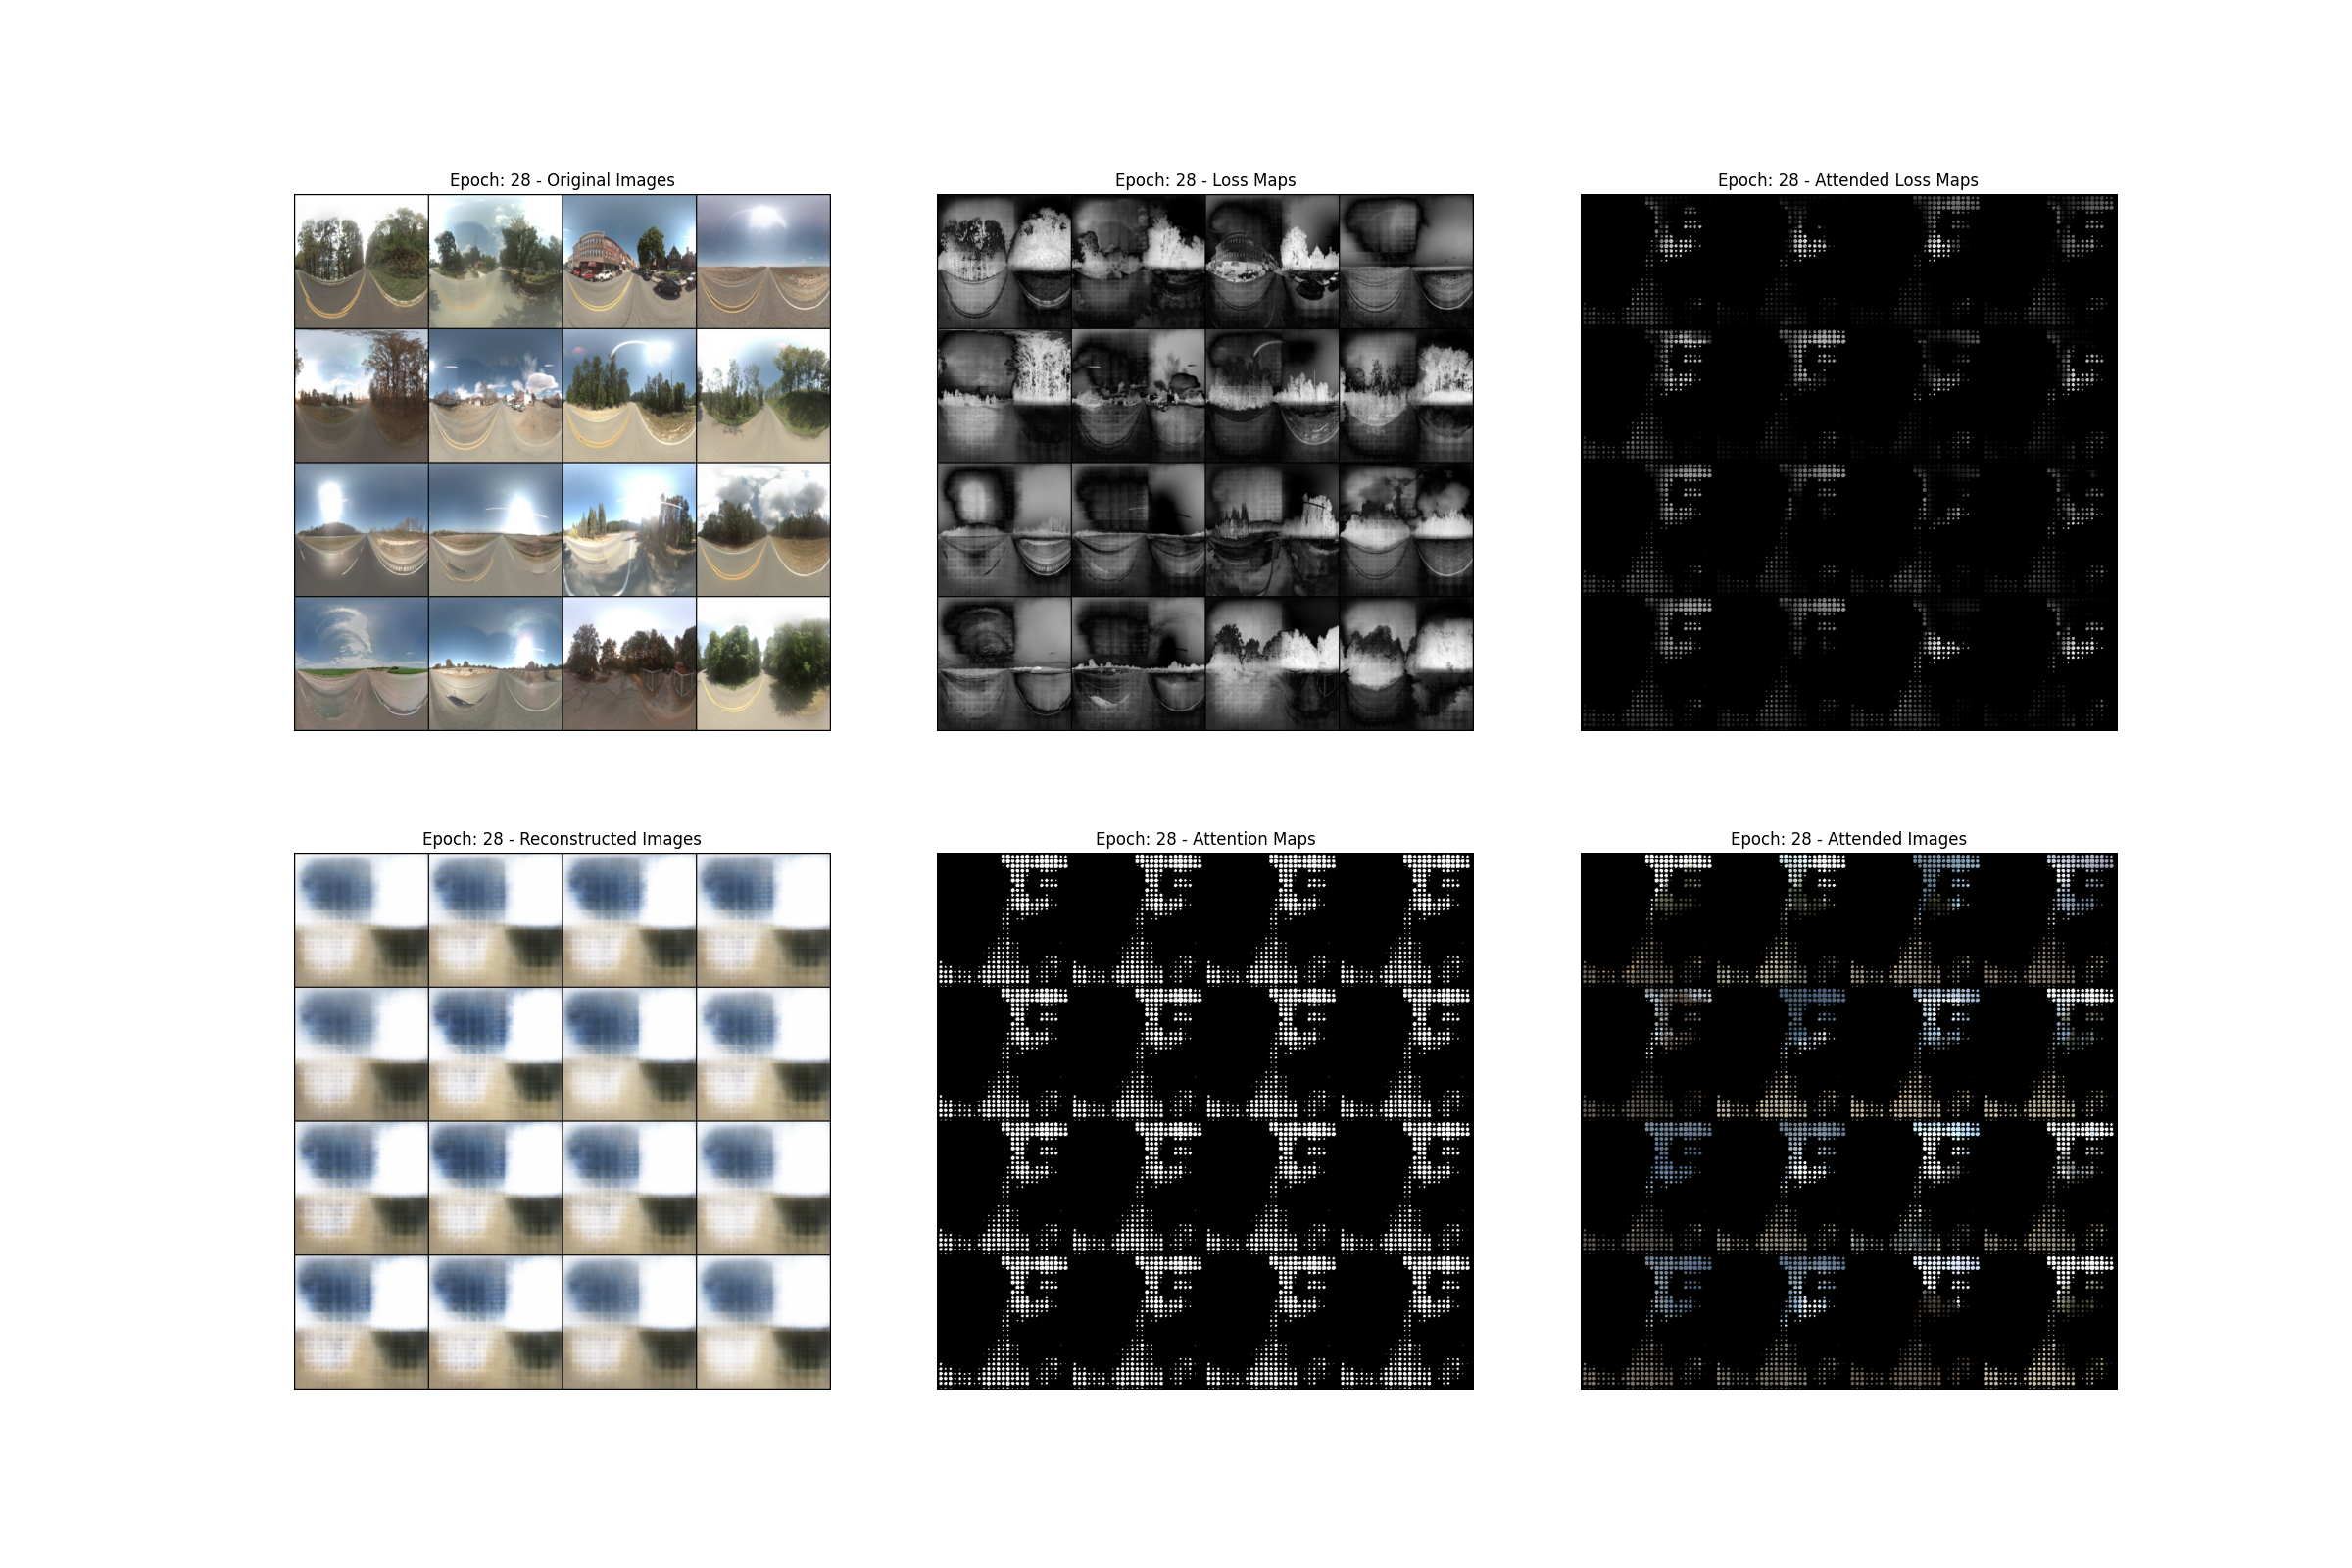 Epoch: 28 - Original Images
Epoch: 28 - Loss Maps
Epoch: 28 - Attended Loss Maps
Epoch: 28 - Reconstructed Images
Epoch: 28 - Attention Maps
Epoch: 28 - Attended Images